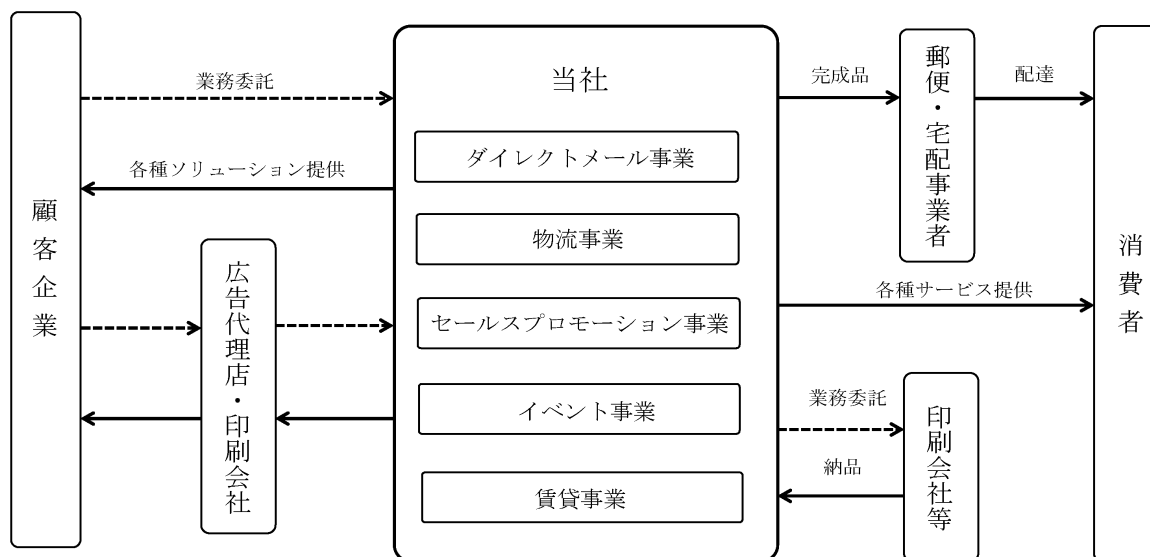 顧客企業
業務委託
各種ソリューション提供
広告代理店・印刷会社
当社
ダイレクトメール事業
物流事業
セールスプロモーション事業
イベント事業
賃貸事業
完成品
郵便・宅配事業者
配達
各種サービス提供
業務委託
納品
印刷会社等
消費者